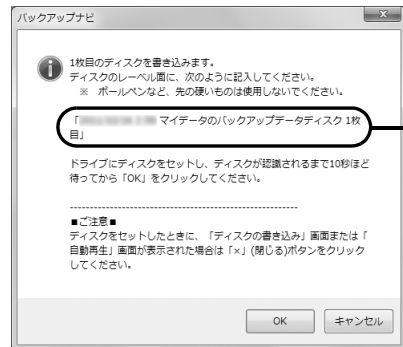 バックアップナビ
1枚目のディスクを書き込みます。
ディスクのレーベル面に、次のように記入してください。
※ ボールペンなど、先の硬いものは使用しないでください。
「 マイデータのバックアップデータディスク 1枚
目」
ドライブにディスクをセットし、ディスクが認識されるまで10秒ほど
待ってから「OK」をクリックしてください。
------------------------------------------------------------
■ご注意■
ディスクをセットしたときに、「ディスクの書き込み」画面または「
自動再生」画面が表示された場合は「×」(閉じる)ボタンをクリック
してください。
OK
キャンセル